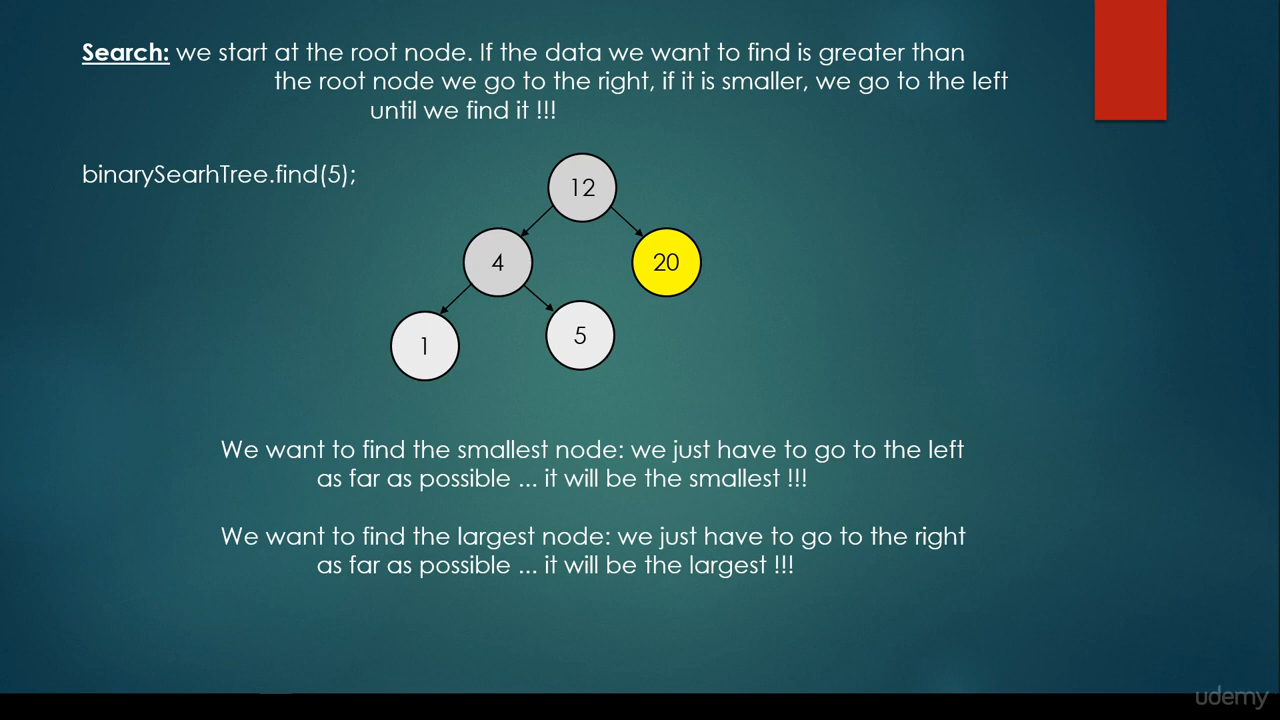 Search: we start at the root node. If the data we want to find is greater than
the root node we go to the right, if it is smaller, we go to the left
until we find it !!!
binarySearhTree.find(5);
12
4
20
1
5
We want to find the smallest node: we just have to go to the left
as far as possible ... it will be the smallest !!!
We want to find the largest node: we just have to go to the right
as far as possible ... it will be the largest !!!
udemy